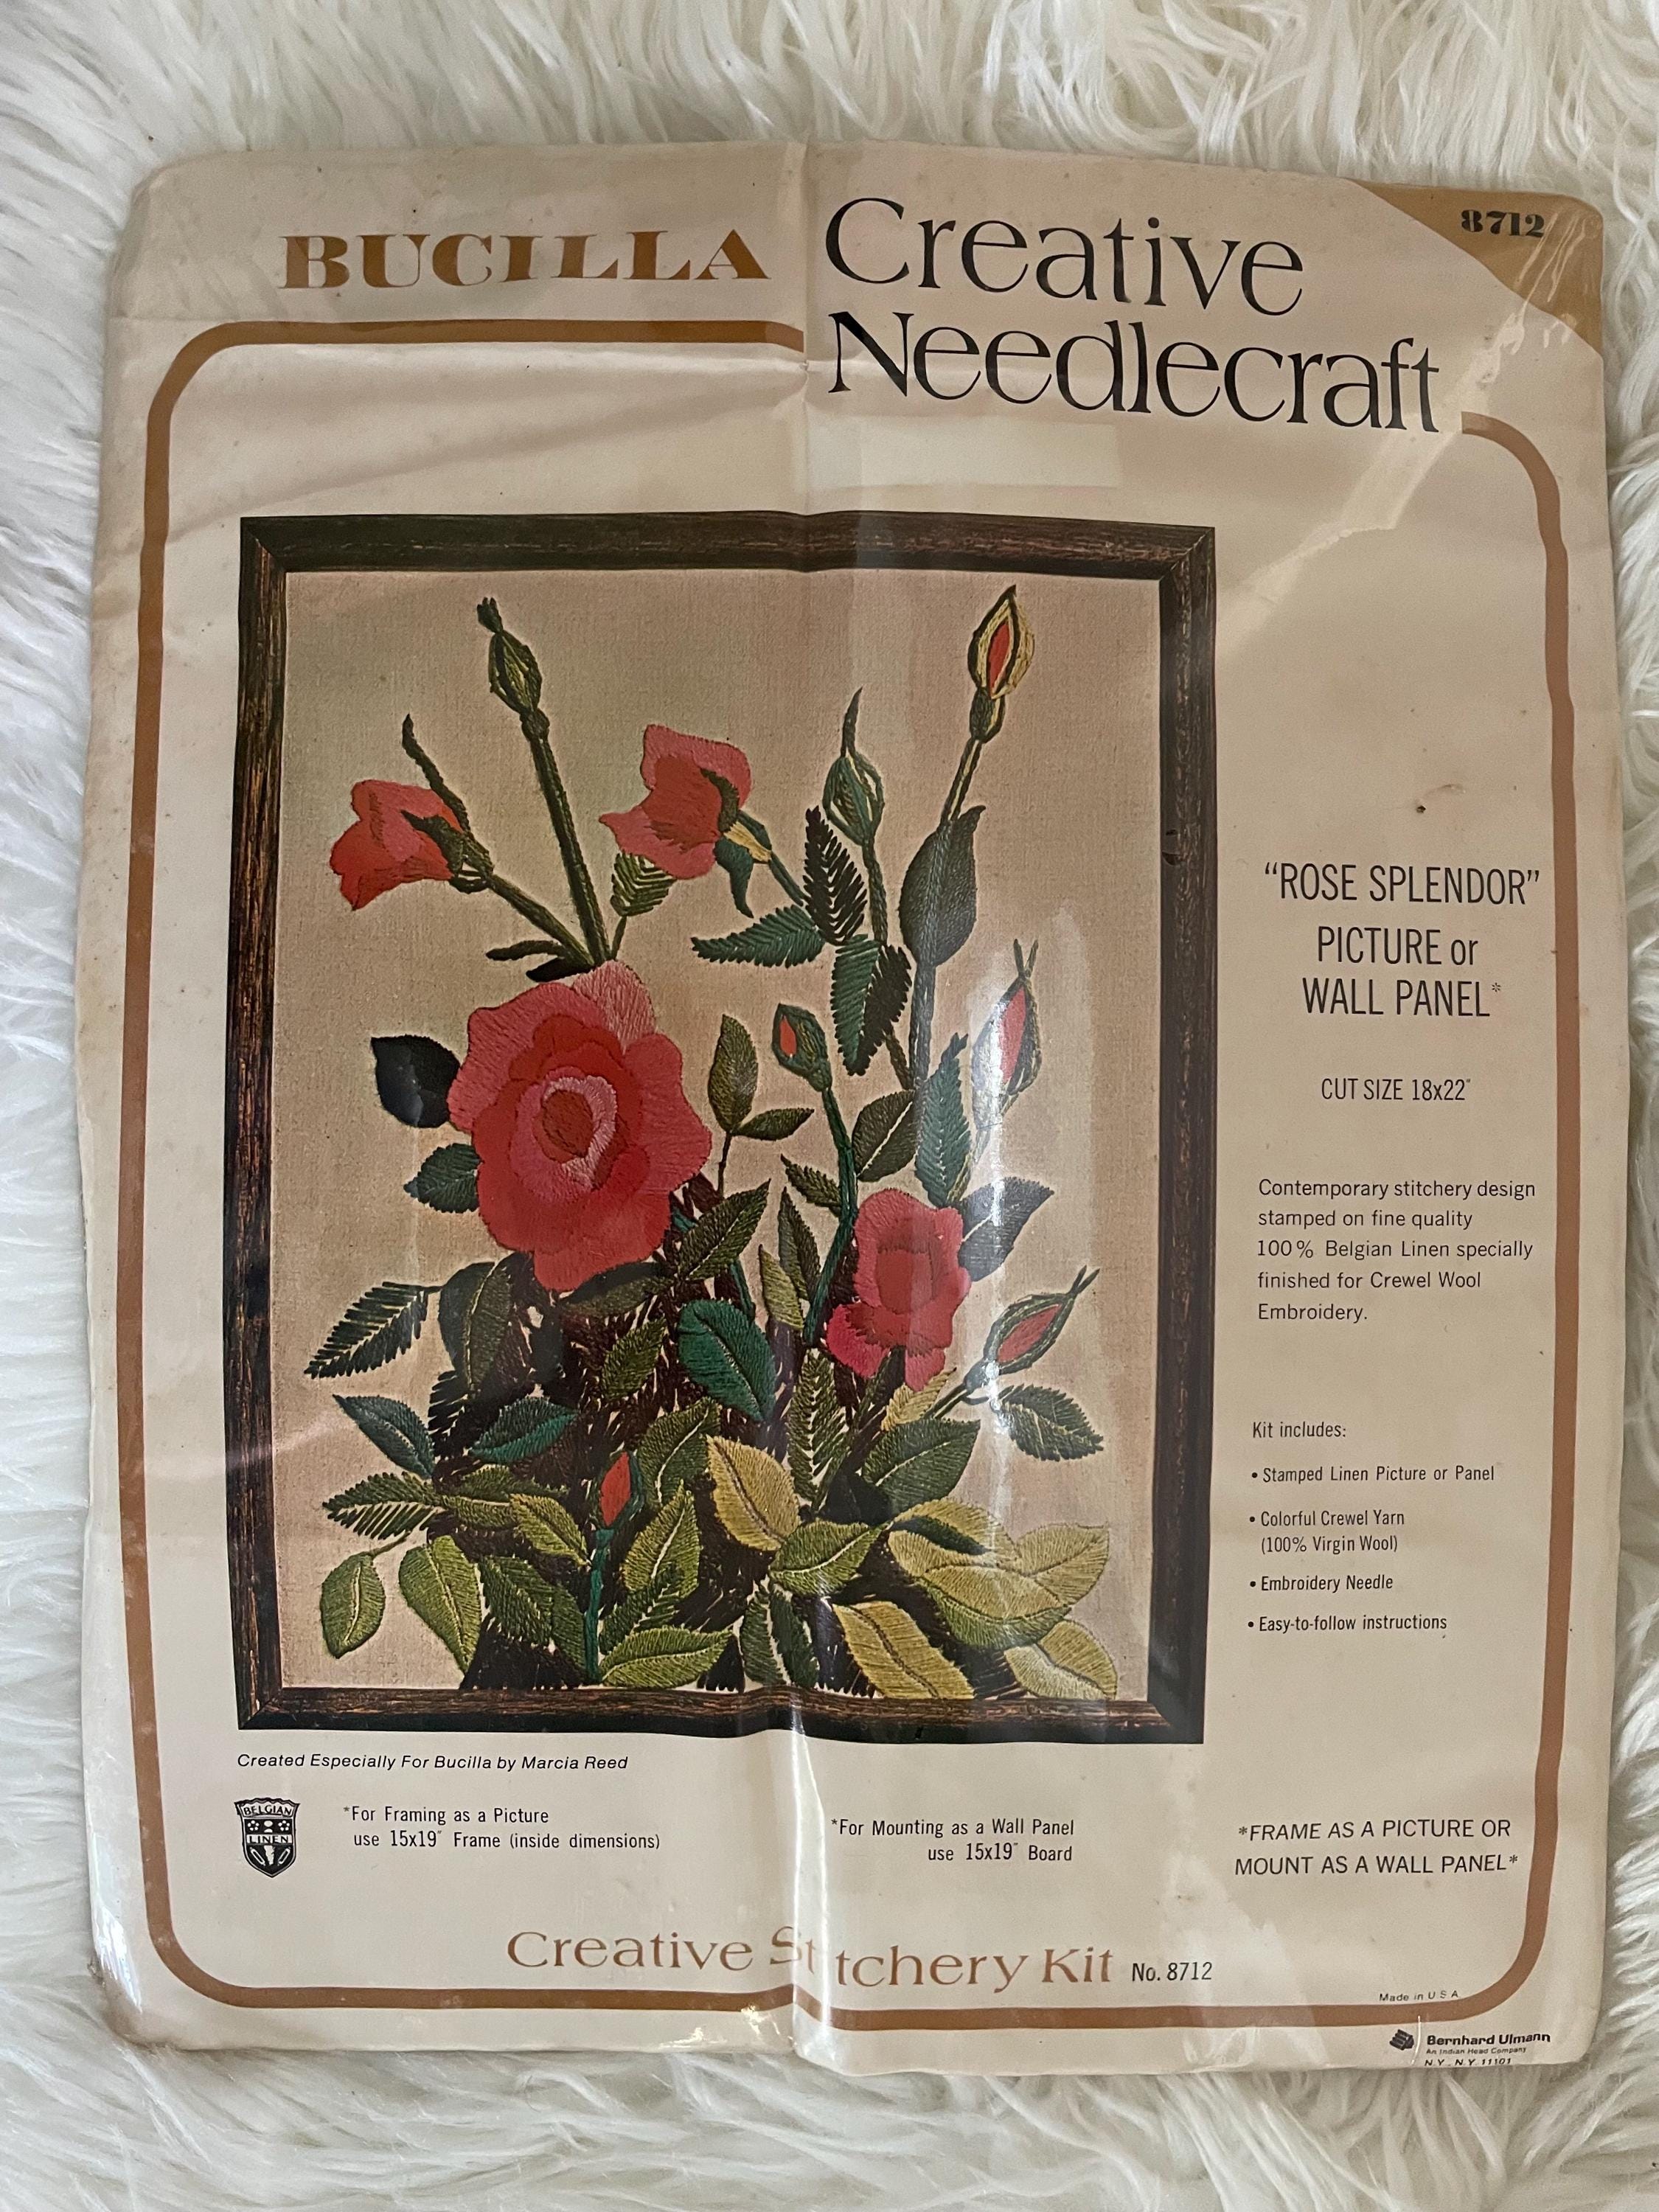 BUCILLA
Creative
Needlecraft
8712
“ROSE SPLENDOR”
PICTURE or
WALL PANEL*
CUT SIZE 18x22"
Contemporary stitchery design
stamped on fine quality
100% Belgian Linen specially
finished for Crewel Wool
Embroidery.
Kit includes:
• Stamped Linen Picture or Panel
• Colorful Crewel Yarn
(100% Virgin Wool)
• Embroidery Needle
• Easy-to-follow instructions
Created Especially For Bucilla by Marcia Reed
BELGIAN
LINEN
*For Framing as a Picture
use 15x19" Frame (inside dimensions)
*For Mounting as a Wall Panel
use 15x19" Board
*FRAME AS A PICTURE OR
MOUNT AS A WALL PANEL*
Creative Stitchery Kit No. 8712
Made in U.S.A.
Bernhard Ulmann
An Indian Head Company
N.Y., N.Y. 11101